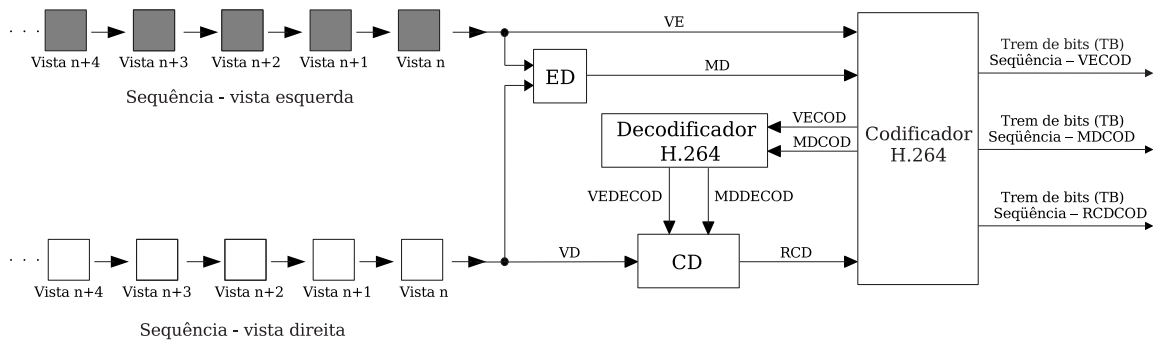 . . .
Vista n+4
Vista n+3
Vista n+2
Vista n+1
Vista n
Sequência - vista esquerda
VE
ED
MD
Decodificador
H.264
VECOD
MDCOD
Codificador
H.264
Trem de bits (TB)
Seqüência – VECOD
Trem de bits (TB)
Seqüência – MDCOD
Trem de bits (TB)
Seqüência – RCDCOD
VEDECOD
MDDECOD
VD
CD
RCD
. . .
Vista n+4
Vista n+3
Vista n+2
Vista n+1
Vista n
Sequência - vista direita